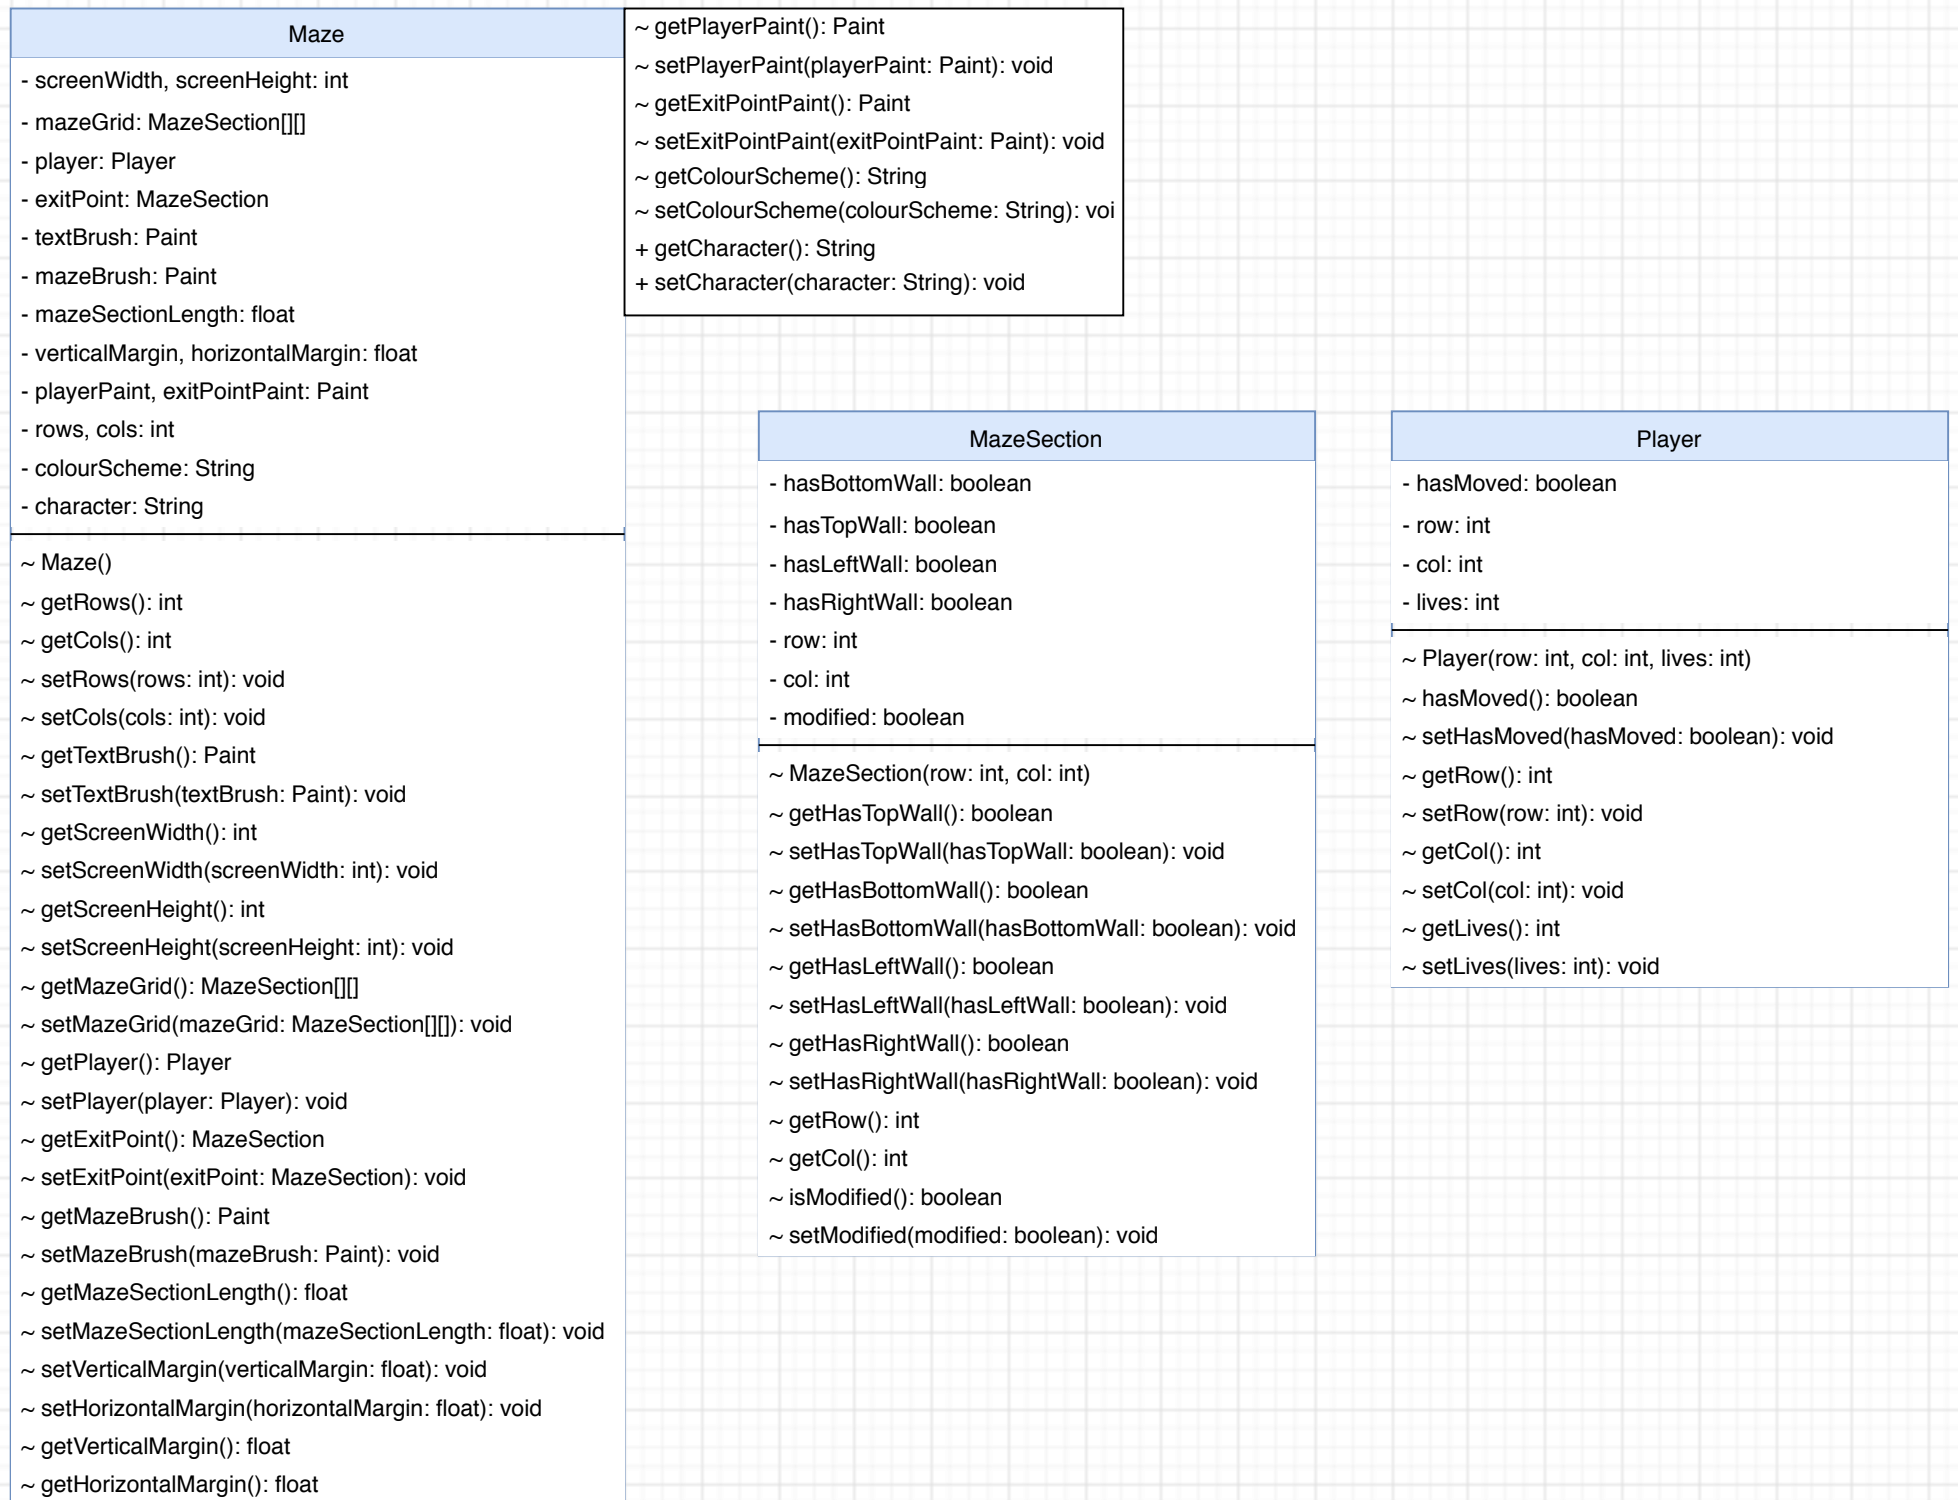 Maze
- screenWidth, screenHeight: int
- mazeGrid: MazeSection[][]
- player: Player
- exitPoint: MazeSection
- textBrush: Paint
- mazeBrush: Paint
- mazeSectionLength: float
- verticalMargin, horizontalMargin: float
- playerPaint, exitPointPaint: Paint
- rows, cols: int
- colourScheme: String
- character: String
~ Maze()
~ getRows(): int
~ getCols(): int
~ setRows(rows: int): void
~ setCols(cols: int): void
~ getTextBrush(): Paint
~ setTextBrush(textBrush: Paint): void
~ getScreenWidth(): int
~ setScreenWidth(screenWidth: int): void
~ getScreenHeight(): int
~ setScreenHeight(screenHeight: int): void
~ getMazeGrid(): MazeSection[][]
~ setMazeGrid(mazeGrid: MazeSection[][]): void
~ getPlayer(): Player
~ setPlayer(player: Player): void
~ getExitPoint(): MazeSection
~ setExitPoint(exitPoint: MazeSection): void
~ getMazeBrush(): Paint
~ setMazeBrush(mazeBrush: Paint): void
~ getMazeSectionLength(): float
~ setMazeSectionLength(mazeSectionLength: float): void
~ setVerticalMargin(verticalMargin: float): void
~ setHorizontalMargin(horizontalMargin: float): void
~ getVerticalMargin(): float
~ getHorizontalMargin(): float
~ getPlayerPaint(): Paint
~ setPlayerPaint(playerPaint: Paint): void
~ getExitPointPaint(): Paint
~ setExitPointPaint(exitPointPaint: Paint): void
~ getColourScheme(): String
~ setColourScheme(colourScheme: String): voi
+ getCharacter(): String
+ setCharacter(character: String): void
MazeSection
- hasBottomWall: boolean
- hasTopWall: boolean
- hasLeftWall: boolean
- hasRightWall: boolean
- row: int
- col: int
- modified: boolean
~ MazeSection(row: int, col: int)
~ getHasTopWall(): boolean
~ setHasTopWall(hasTopWall: boolean): void
~ getHasBottomWall(): boolean
~ setHasBottomWall(hasBottomWall: boolean): void
~ getHasLeftWall(): boolean
~ setHasLeftWall(hasLeftWall: boolean): void
~ getHasRightWall(): boolean
~ setHasRightWall(hasRightWall: boolean): void
~ getRow(): int
~ getCol(): int
~ isModified(): boolean
~ setModified(modified: boolean): void
Player
- hasMoved: boolean
- row: int
- col: int
- lives: int
~ Player(row: int, col: int, lives: int)
~ hasMoved(): boolean
~ setHasMoved(hasMoved: boolean): void
~ getRow(): int
~ setRow(row: int): void
~ getCol(): int
~ setCol(col: int): void
~ getLives(): int
~ setLives(lives: int): void